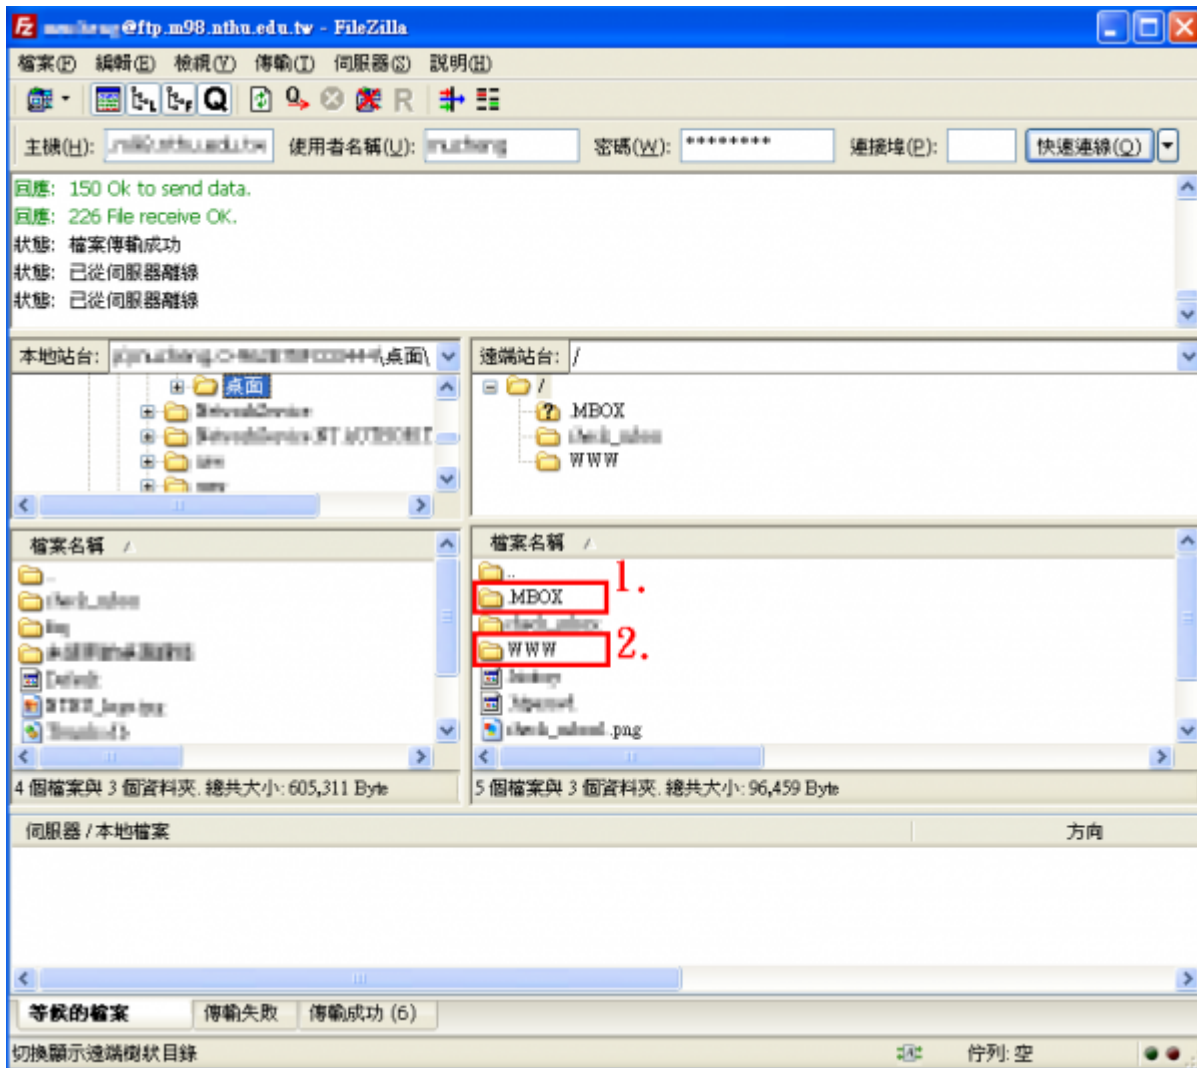 @ftp.m98.nthu.edu.tw - FileZilla
檔案(F) 編輯(E) 檢視(V) 傳輸(T) 伺服器(S) 說明(H)
主機(H): 使用者名稱(U): 密碼(W): ******** 連接埠(P): 快速連線(Q)
回應: 150 Ok to send data.
回應: 226 File receive OK.
狀態: 檔案傳輸成功
狀態: 已從伺服器離線
狀態: 已從伺服器離線
本地站台: \桌面\ 遠端站台: /
桌面
/
.MBOX
WWW
檔案名稱 /
..
檔案名稱 /
..
.MBOX
1.
WWW
2.
.png
4 個檔案與 3 個資料夾. 總共大小: 605,311 Byte
5 個檔案與 3 個資料夾. 總共大小: 96,459 Byte
伺服器 / 本地檔案 方向
等候的檔案 傳輸失敗 傳輸成功 (6)
切換顯示遠端樹狀目錄 佇列: 空